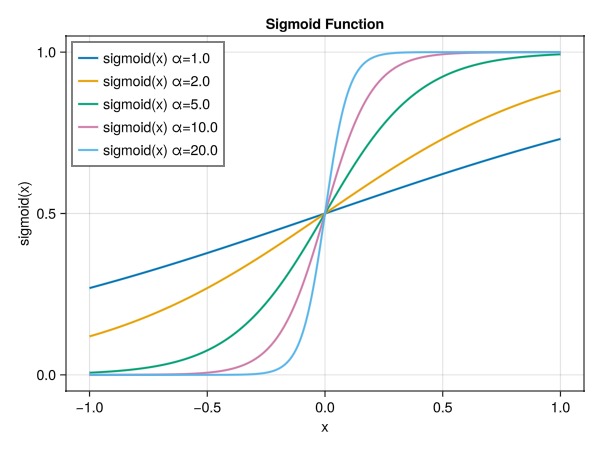 Sigmoid Function
sigmoid(x) α=1.0
sigmoid(x) α=2.0
sigmoid(x) α=5.0
sigmoid(x) α=10.0
sigmoid(x) α=20.0
1.0
0.5
0.0
sigmoid(x)
−1.0 −0.5 0.0 0.5 1.0
x